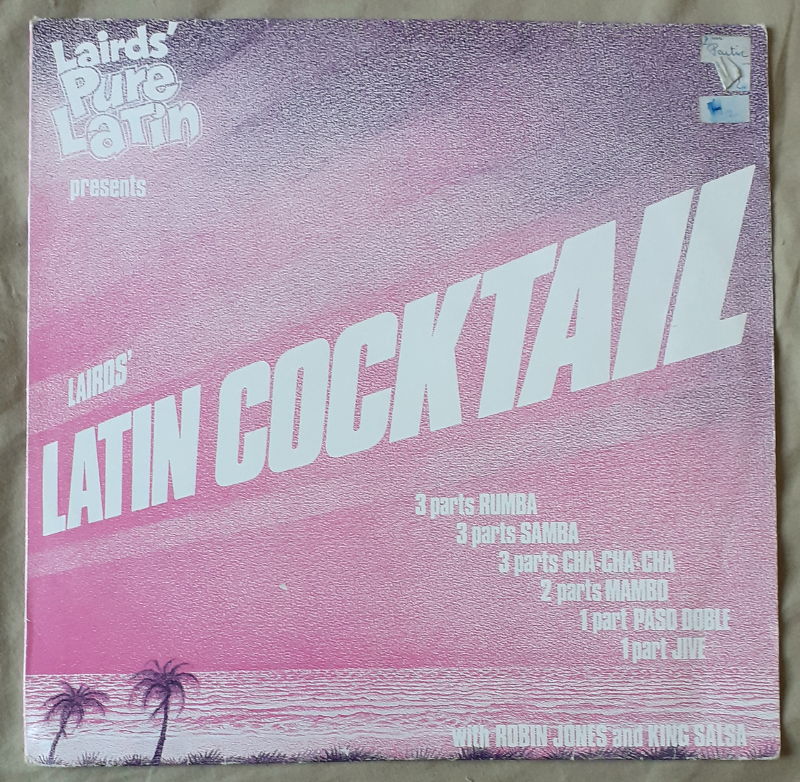 Lairds'
Pure
Latin
presents
LAIRDS'
LATIN COCKTAIL
3 parts RUMBA
3 parts SAMBA
3 parts CHA-CHA-CHA
2 parts MAMBO
1 part PASO DOBLE
1 part JIVE
with ROBIN JONES and KING SALSA